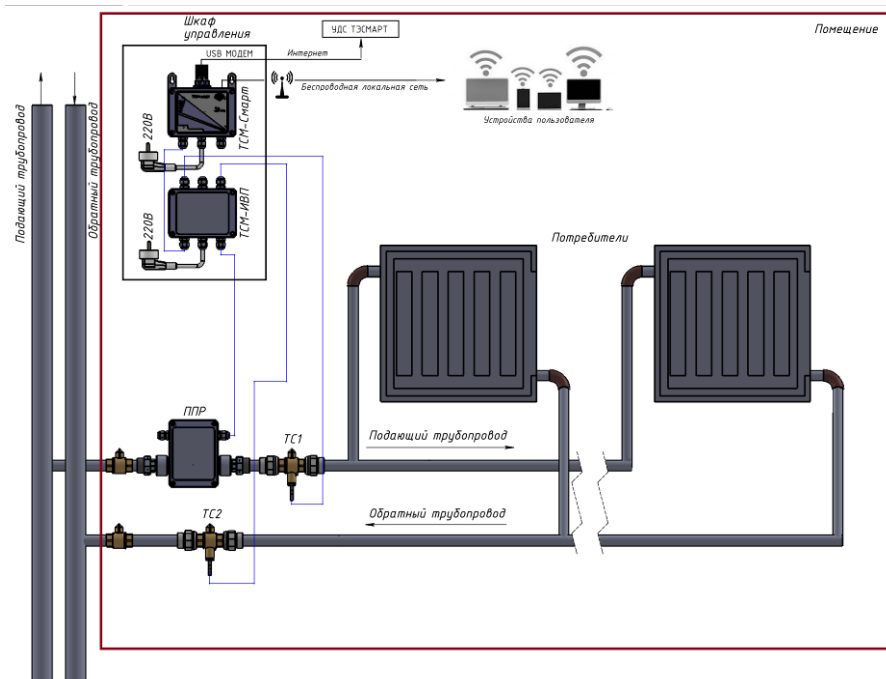 Шкаф
управления
УДС ТЭСМАРТ
Помещение
USB МОДЕМ
Интернет
Беспроводная локальная сеть
Устройства пользователя
ТСМ-Смарт
220В
ТСМ-ИВП
220В
Подающий трубопровод
Обратный трубопровод
Потребители
ППР
ТС1
Подающий трубопровод
ТС2
Обратный трубопровод